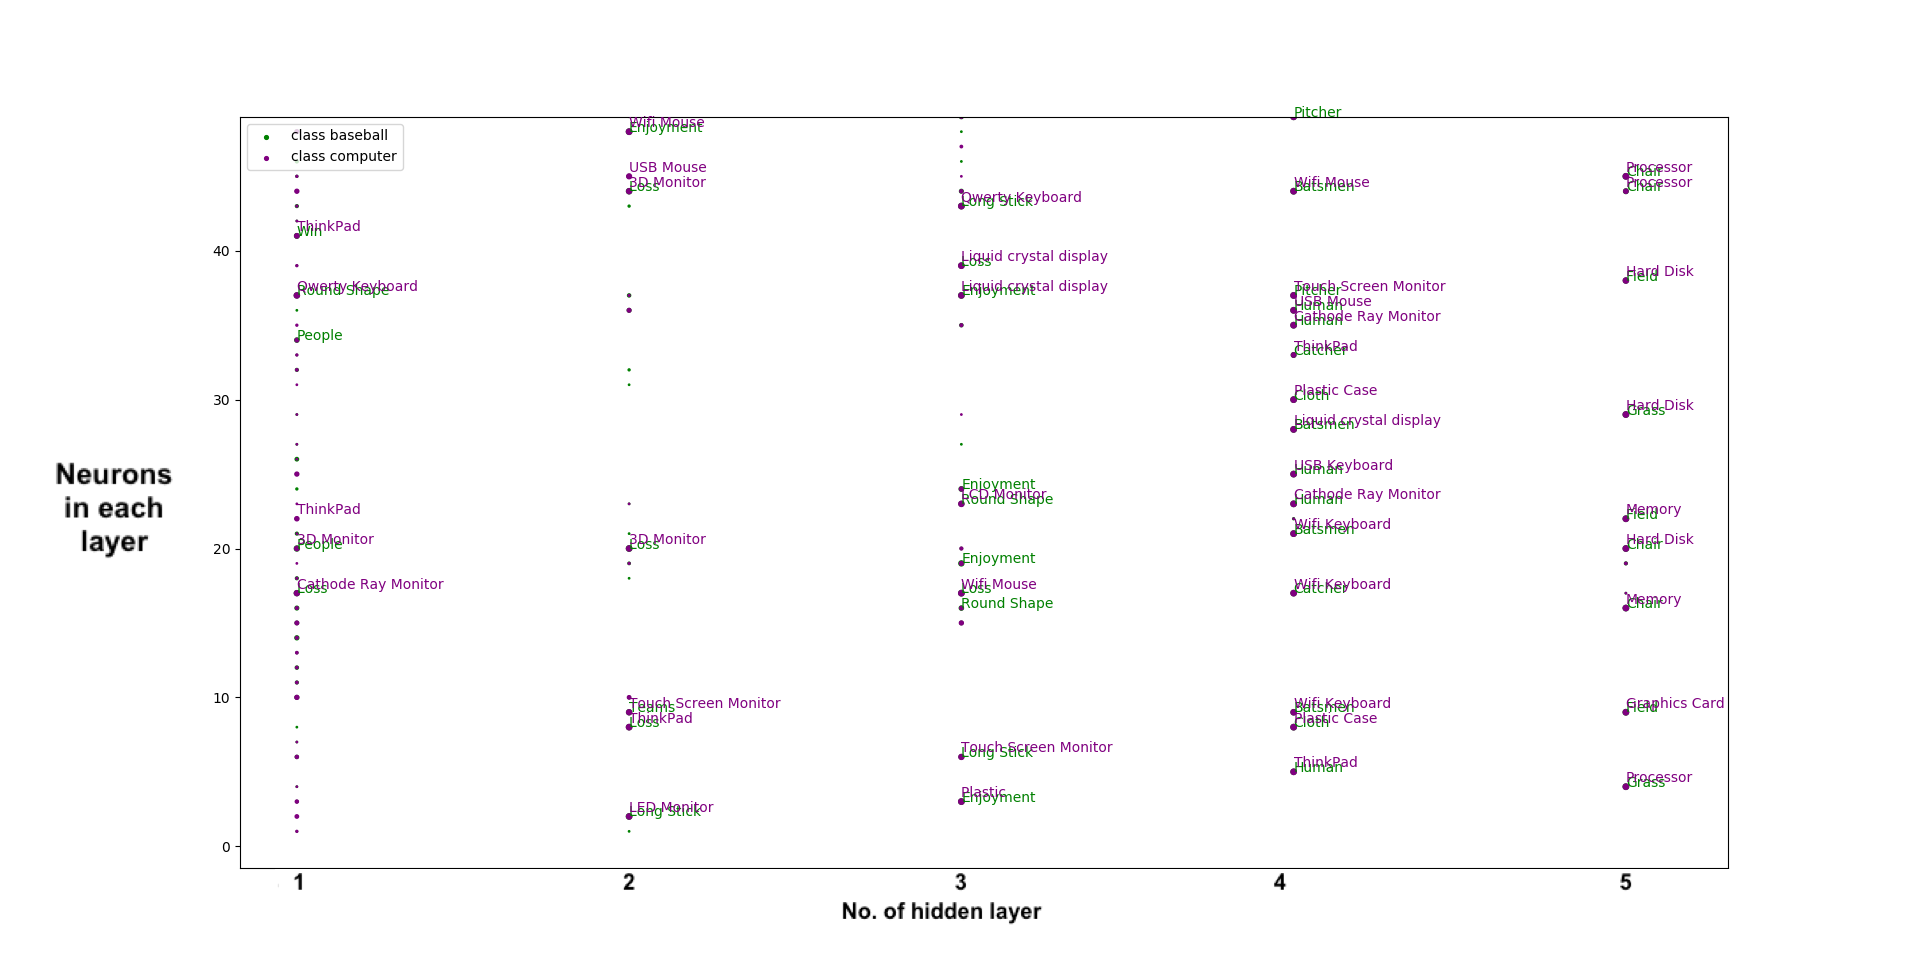 Pitcher
class baseball
class computer
Wifi Mouse
Enjoyment
USB Mouse
3D Monitor
Loss
Wifi Mouse
Batsmen
Processor
Chair
Processor
Chair
Qwerty Keyboard
Long Stick
ThinkPad
Win
40
Liquid crystal display
Loss
Hard Disk
Field
Qwerty Keyboard
Round Shape
Liquid crystal display
Enjoyment
Touch Screen Monitor
Pitcher
USB Mouse
Human
Cathode Ray Monitor
Human
People
ThinkPad
Catcher
30
Plastic Case
Cloth
Hard Disk
Grass
Liquid crystal display
Batsmen
USB Keyboard
Human
Neurons
in each
layer
Enjoyment
LCD Monitor
Round Shape
Cathode Ray Monitor
Human
ThinkPad
Memory
Field
Wifi Keyboard
Batsmen
20
3D Monitor
People
3D Monitor
Loss
Hard Disk
Chair
Enjoyment
Cathode Ray Monitor
Loss
Wifi Mouse
Loss
Wifi Keyboard
Catcher
Round Shape
Memory
Chair
10
Touch Screen Monitor
Teams
ThinkPad
Loss
Wifi Keyboard
Batsmen
Plastic Case
Cloth
Graphics Card
Field
Touch Screen Monitor
Long Stick
ThinkPad
Human
Processor
Grass
Plastic
Enjoyment
LED Monitor
Long Stick
0
1 2 3 4 5
No. of hidden layer